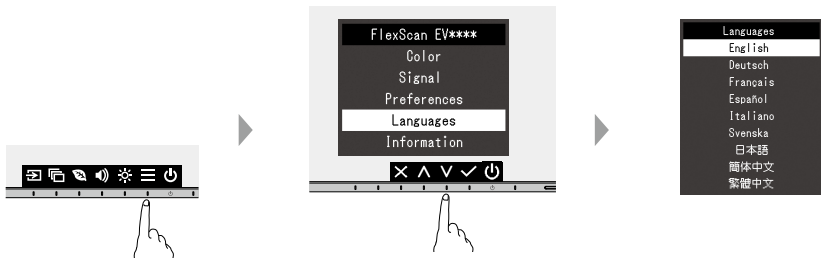 FlexScan EV****
Color
Signal
Preferences
Languages
Information
Languages
English
Deutsch
Français
Español
Italiano
Svenska
日本語
簡体中文
繁體中文